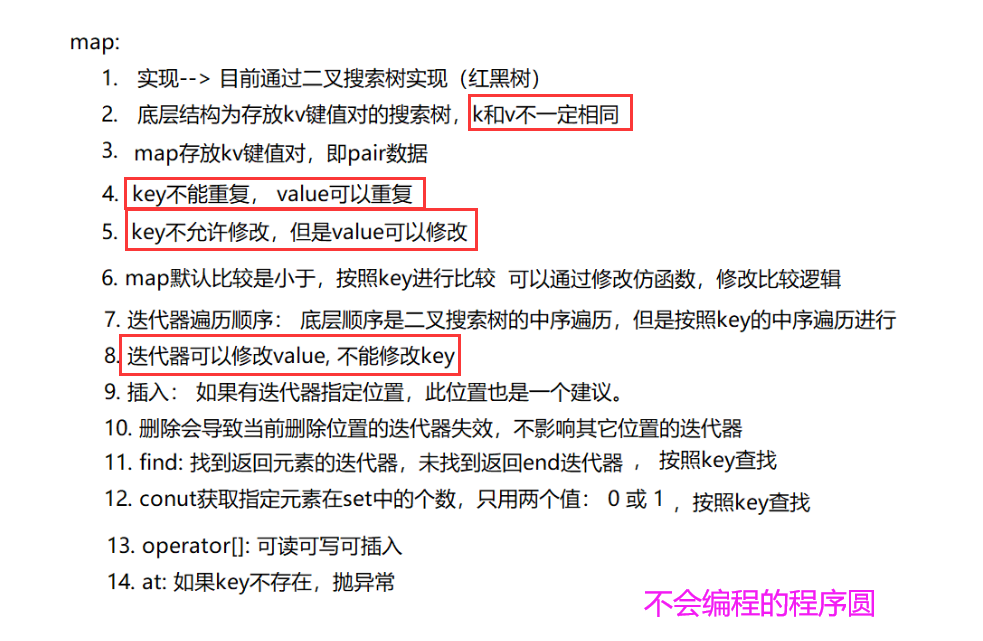 map:
1. 实现--> 目前通过二叉搜索树实现（红黑树）
2. 底层结构为存放kv键值对的搜索树，k和v不一定相同
3. map存放kv键值对，即pair数据
4. key不能重复， value可以重复
5. key不允许修改，但是value可以修改
6. map默认比较是小于，按照key进行比较 可以通过修改仿函数，修改比较逻辑
7. 迭代器遍历顺序： 底层顺序是二叉搜索树的中序遍历，但是按照key的中序遍历进行
8. 迭代器可以修改value, 不能修改key
9. 插入： 如果有迭代器指定位置，此位置也是一个建议。
10. 删除会导致当前删除位置的迭代器失效，不影响其它位置的迭代器
11. find: 找到返回元素的迭代器，未找到返回end迭代器 ，按照key查找
12. conut获取指定元素在set中的个数，只用两个值： 0 或 1 ，按照key查找
13. operator[]: 可读可写可插入
14. at: 如果key不存在，抛异常
不会编程的程序圆